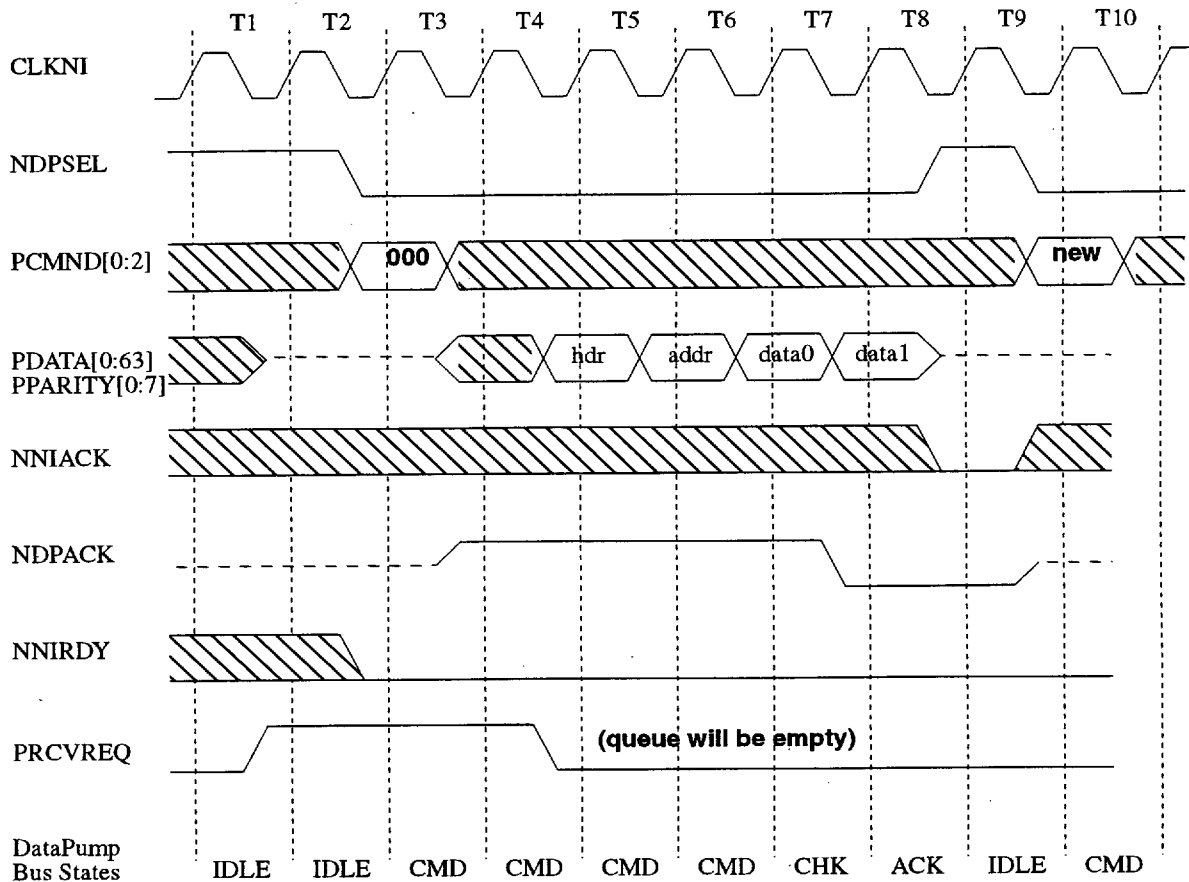 T1 T2 T3 T4 T5 T6 T7 T8 T9 T10
CLKNI
NDPSEL
PCMND[0:2] 000 new
PDATA[0:63] hdr addr data0 data1
PPARITY[0:7]
NNIACK
NDPACK
NNIRDY
PRCVREQ (queue will be empty)
DataPump
Bus States IDLE IDLE CMD CMD CMD CMD CHK ACK IDLE CMD